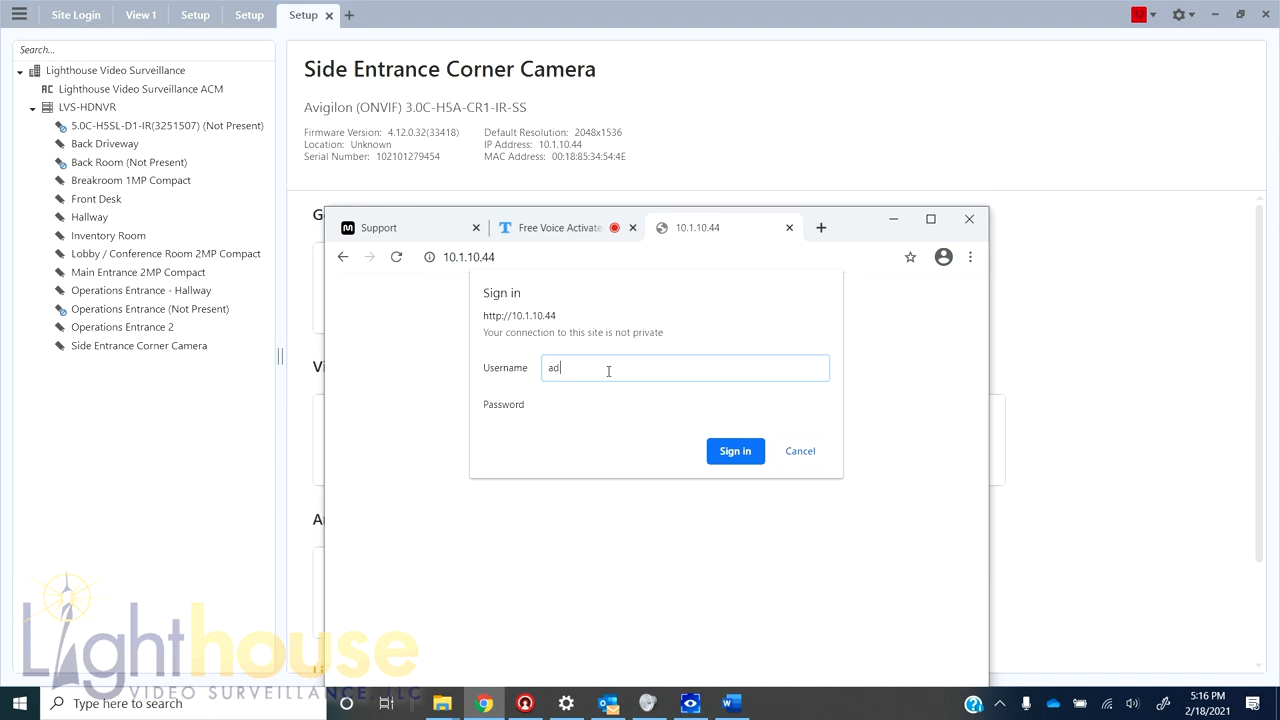 Site Login
View 1
Setup
Setup
Setup
Search...
Lighthouse Video Surveillance
AC Lighthouse Video Surveillance ACM
LVS-HDNVR
5.0C-H5SL-D1-IR(3251507) (Not Present)
Back Driveway
Back Room (Not Present)
Breakroom 1MP Compact
Front Desk
Hallway
Inventory Room
Lobby / Conference Room 2MP Compact
Main Entrance 2MP Compact
Operations Entrance - Hallway
Operations Entrance (Not Present)
Operations Entrance 2
Side Entrance Corner Camera
Side Entrance Corner Camera
Avigilon (ONVIF) 3.0C-H5A-CR1-IR-SS
Firmware Version: 4.12.0.32(33418)
Location: Unknown
Serial Number: 102101279454
Default Resolution: 2048x1536
IP Address: 10.1.10.44
MAC Address: 00:18:85:34:54:4E
G
Vi
Support
Free Voice Activate
10.1.10.44
10.1.10.44
Sign in
http://10.1.10.44
Your connection to this site is not private
Username ad
Password
Sign in
Cancel
Lighthouse
VIDEO SURVEILLANCE, LLC
Type here to search
5:16 PM
2/18/2021